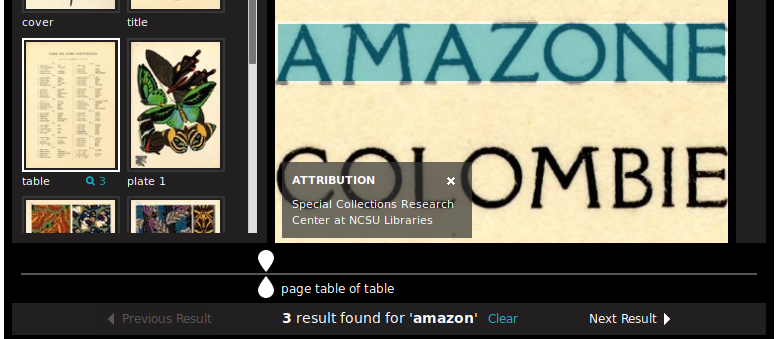 cover
title
table
3
plate 1
AMAZONE
COLOMBIE
ATTRIBUTION
Special Collections Research
Center at NCSU Libraries
page table of table
Previous Result
3 result found for 'amazon'
Clear
Next Result